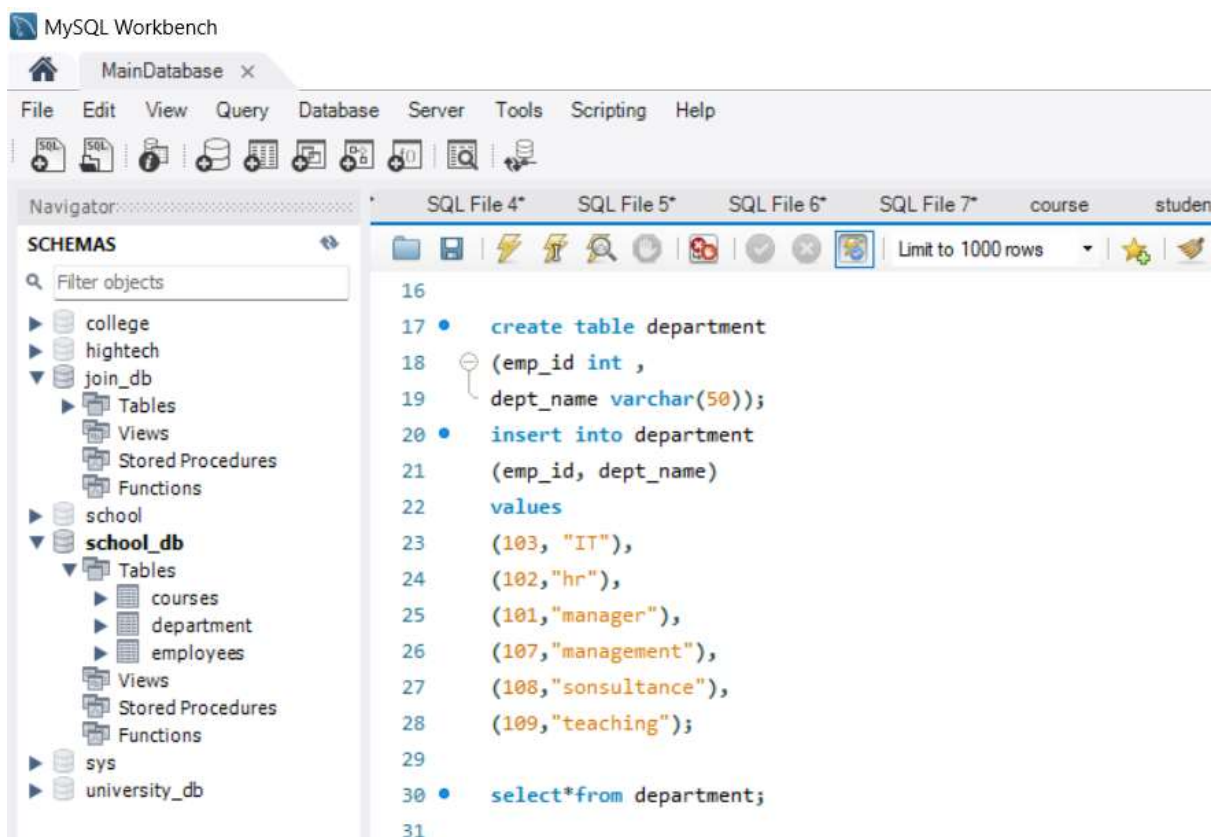 MySQL Workbench
MainDatabase
File Edit View Query Database Server Tools Scripting Help
Navigator
SCHEMAS
Filter objects
college
hightech
join_db
Tables
Views
Stored Procedures
Functions
school
school_db
Tables
courses
department
employees
Views
Stored Procedures
Functions
sys
university_db
SQL File 4* SQL File 5* SQL File 6* SQL File 7* course studen
Limit to 1000 rows
16
17 create table department
18 (emp_id int ,
19 dept_name varchar(50));
20 insert into department
21 (emp_id, dept_name)
22 values
23 (103, "IT"),
24 (102,"hr"),
25 (101,"manager"),
26 (107,"management"),
27 (108,"sonsultance"),
28 (109,"teaching");
29
30 select*from department;
31